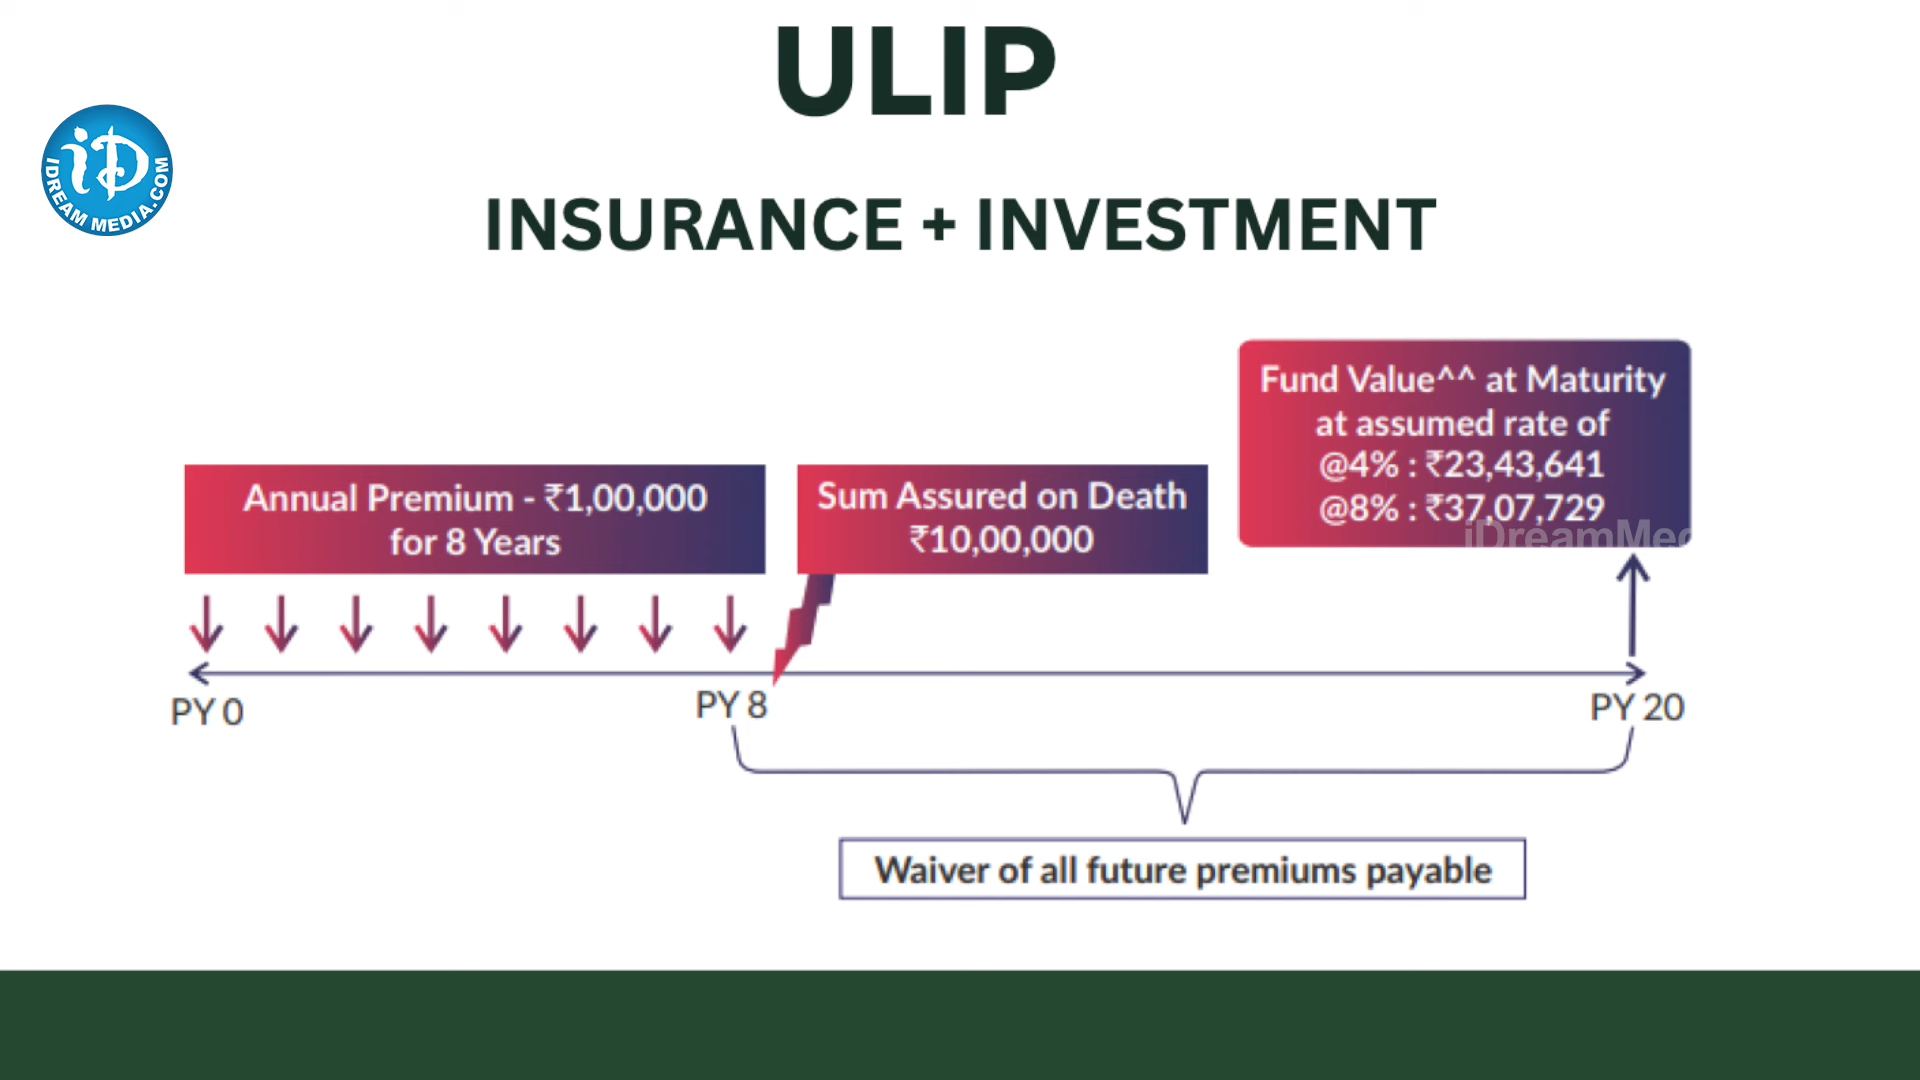 ULIP
iD
IDREAM MEDIA.COM
INSURANCE + INVESTMENT
Fund Value^^ at Maturity
at assumed rate of
@4% : ₹23,43,641
@8% : ₹37,07,729
iDreamMed
Annual Premium - ₹1,00,000
for 8 Years
Sum Assured on Death
₹10,00,000
PY 0
PY 8
PY 20
Waiver of all future premiums payable